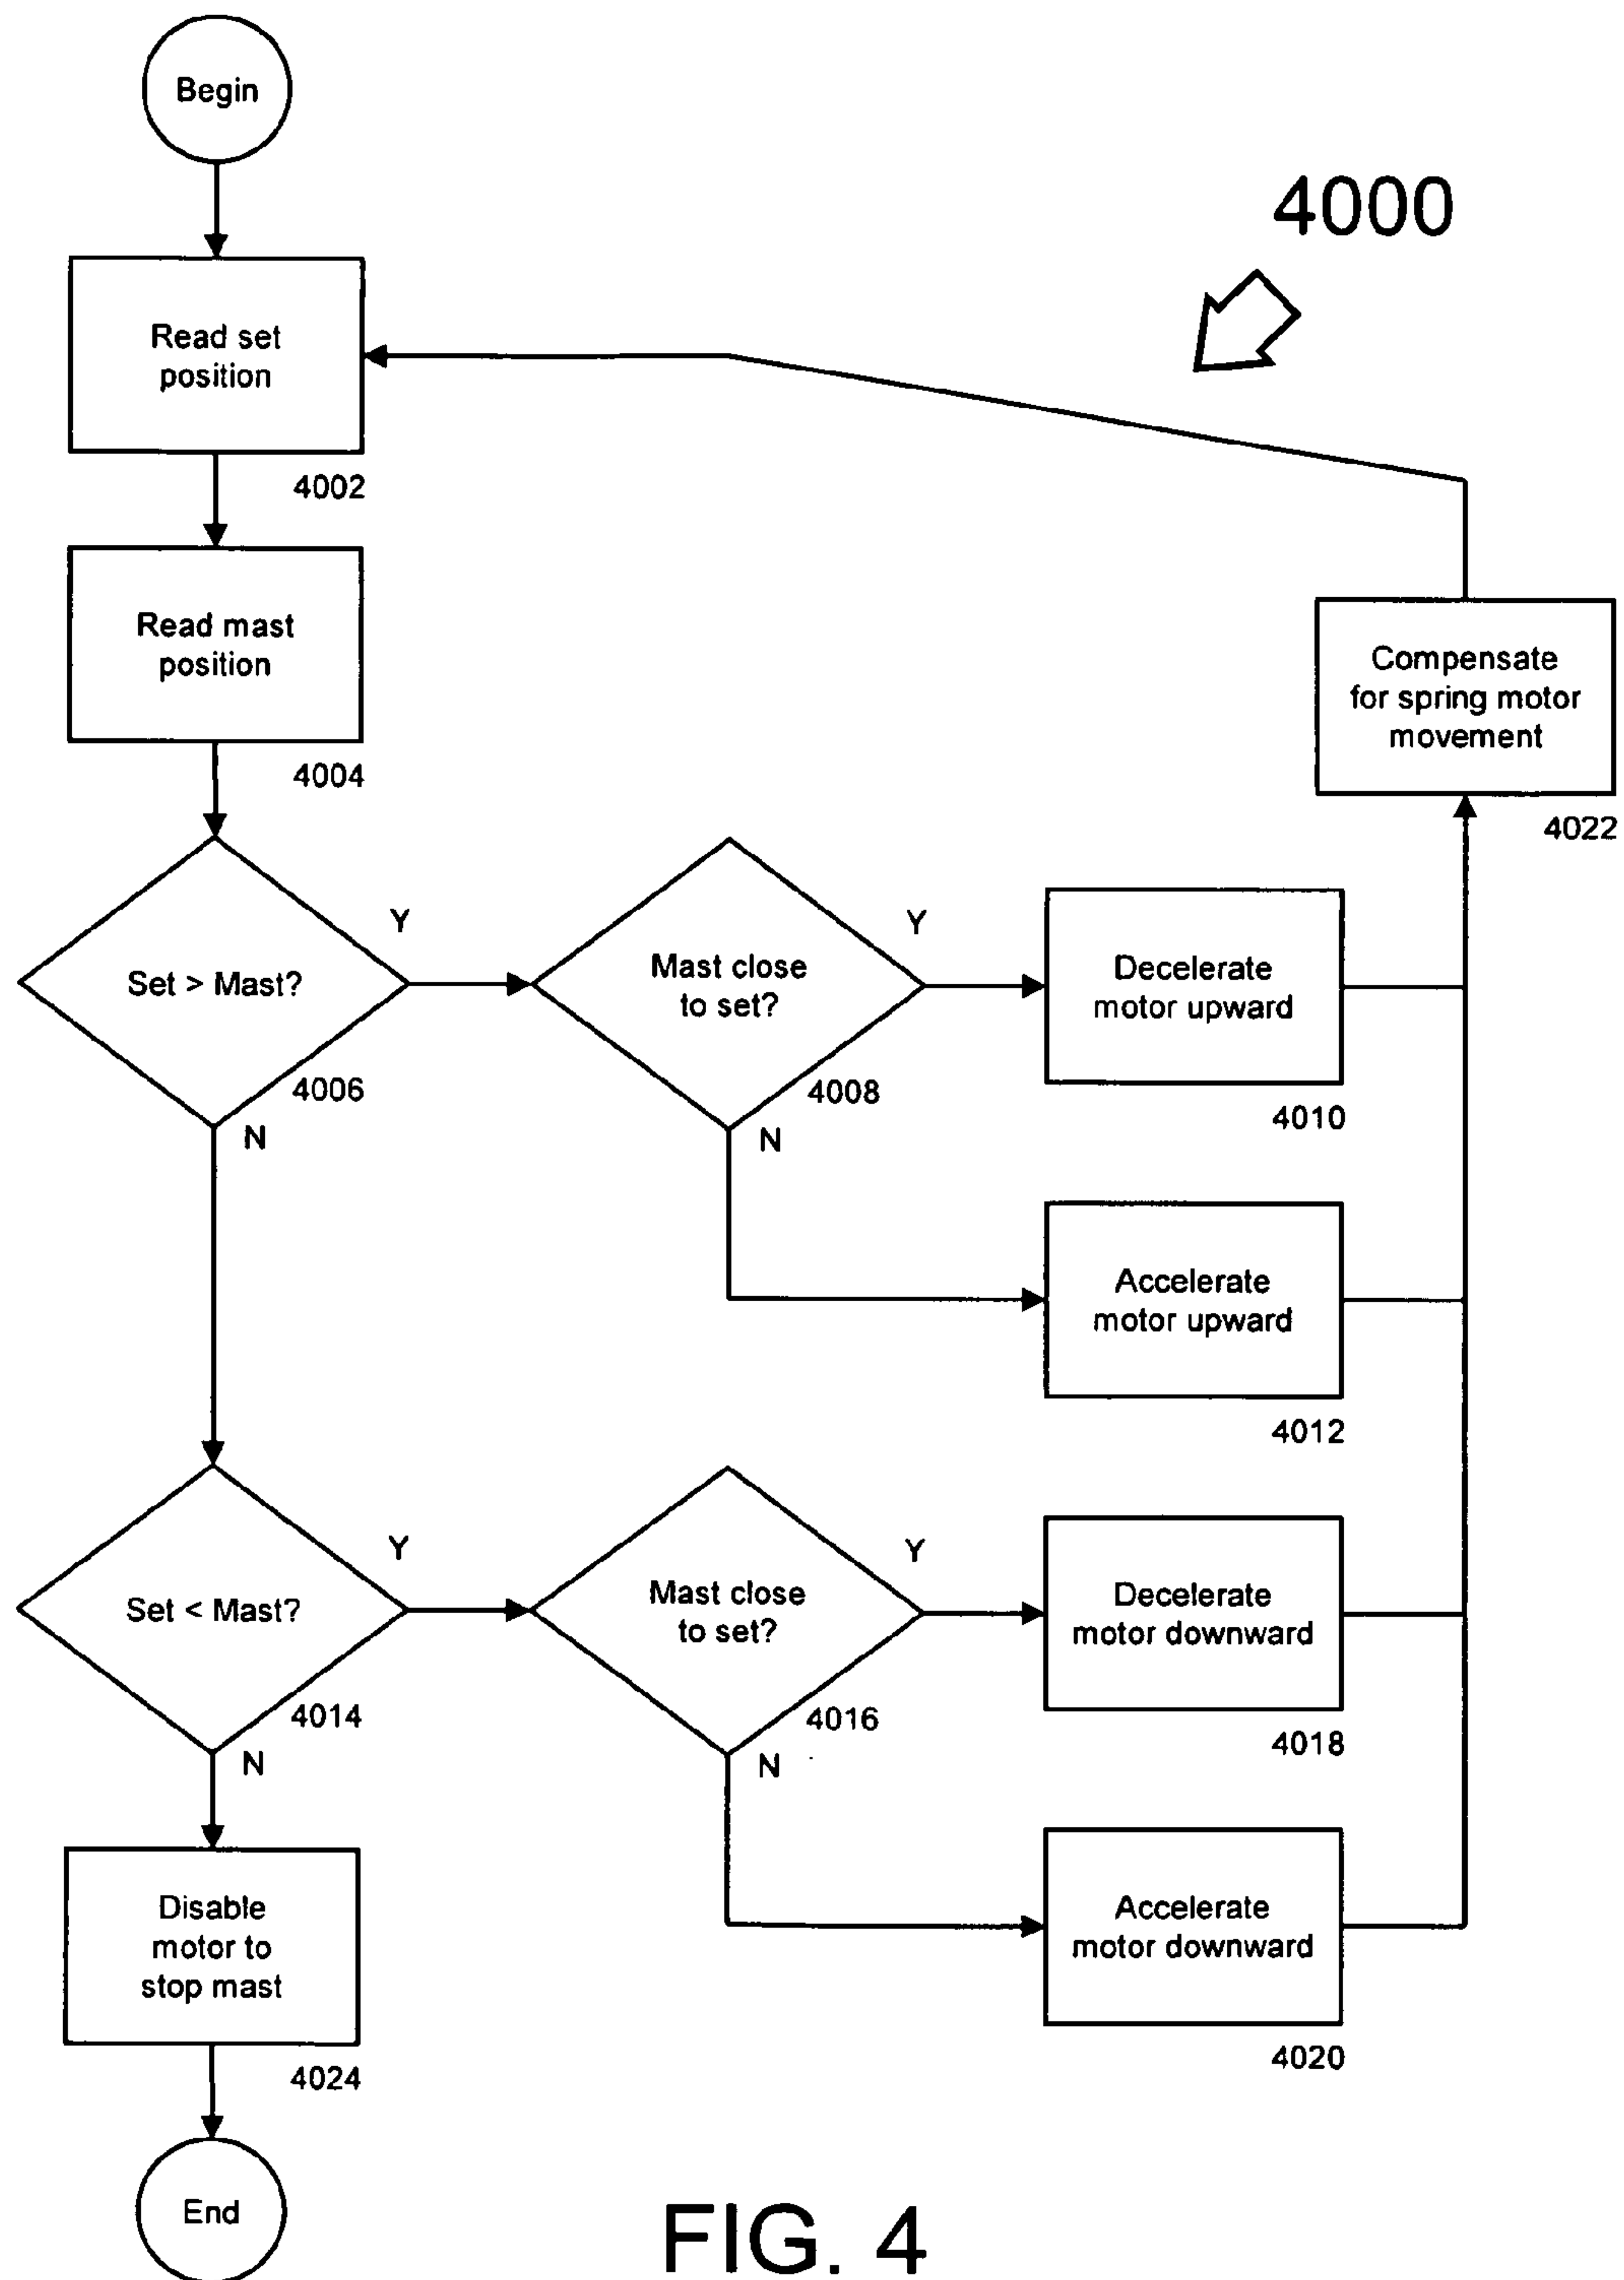 Begin
4000
Read set
position
4002
Read mast
position
4004
Compensate
for spring motor
movement
4022
Set > Mast?
Y
4006
N
Mast close
to set?
Y
4008
N
Decelerate
motor upward
4010
Accelerate
motor upward
4012
Set < Mast?
Y
4014
N
Mast close
to set?
Y
4016
N
Decelerate
motor downward
4018
Accelerate
motor downward
4020
Disable
motor to
stop mast
4024
End
FIG. 4